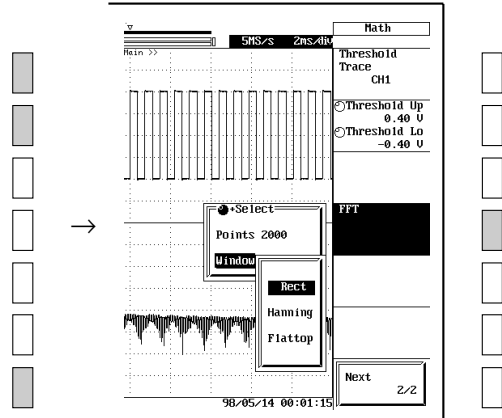 Math
5MS/s 2ms/div
Main >>
Threshold
Trace
CH1
Threshold Up
0.40 V
Threshold Lo
-0.40 V
+Select
Points 2000
Window
FFT
Rect
Hanning
Flattop
Next
2/2
98/05/14 00:01:15